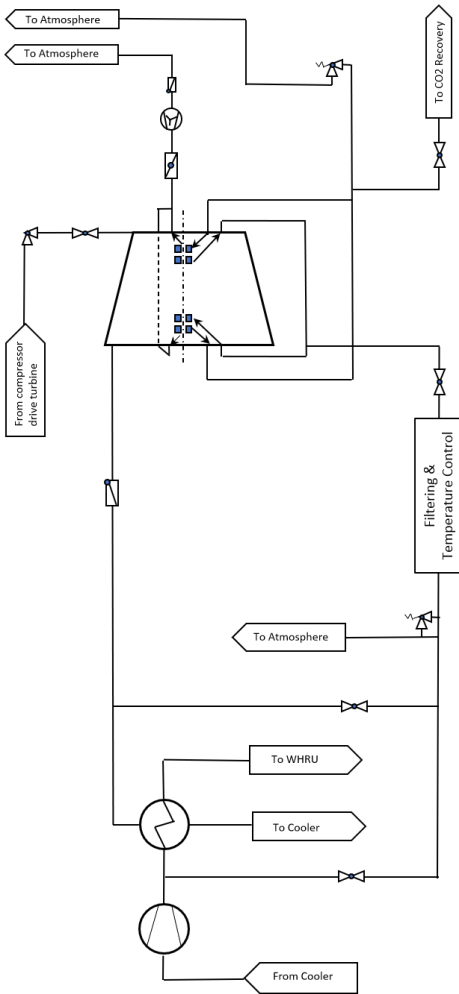 To Atmosphere
To Atmosphere
To CO2 Recovery
From compressor
drive turbine
Filtering &
Temperature Control
To Atmosphere
To WHRU
To Cooler
From Cooler